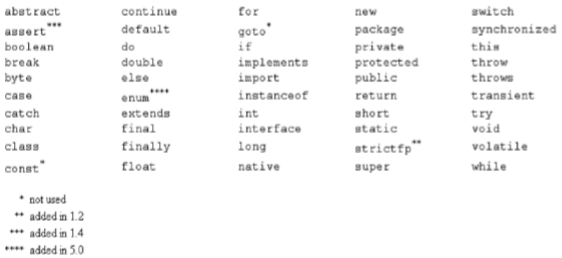 abstract continue for new switch
assert*** default goto* package synchronized
boolean do if private this
break double implements protected throw
byte else import public throws
case enum**** instanceof return transient
catch extends int short try
char final interface static void
class finally long strictfp** volatile
const* float native super while
* not used
** added in 1.2
*** added in 1.4
**** added in 5.0